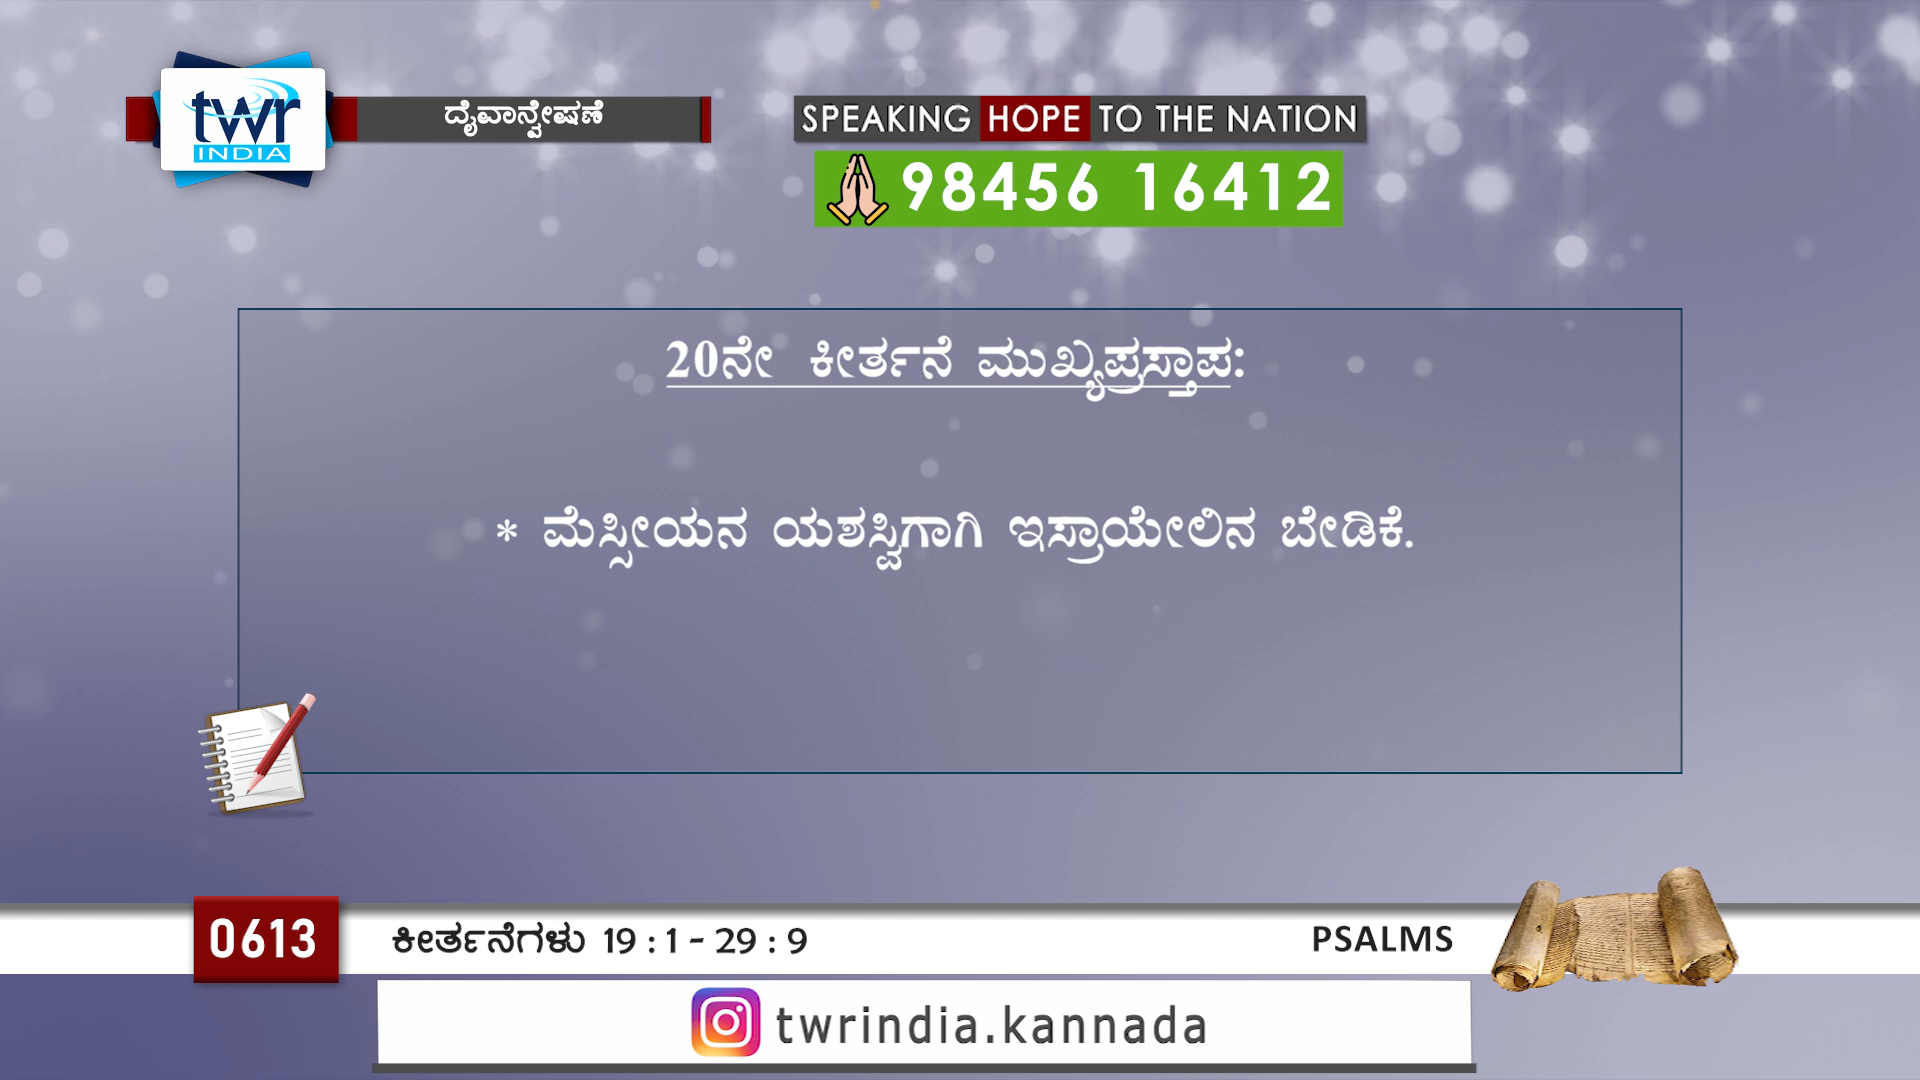 twr
INDIA
ದೈವಾನ್ವೇಷಣೆ
SPEAKING HOPE TO THE NATION
98456 16412
20ನೇ ಕೀರ್ತನೆ ಮುಖ್ಯಪ್ರಸ್ತಾಪ:
* ಮೆಸ್ಸೀಯನ ಯಶಸ್ವಿಗಾಗಿ ಇಸ್ರಾಯೇಲಿನ ಬೇಡಿಕೆ.
0613
ಕೀರ್ತನೆಗಳು 19 : 1 - 29 : 9
PSALMS
twrindia.kannada